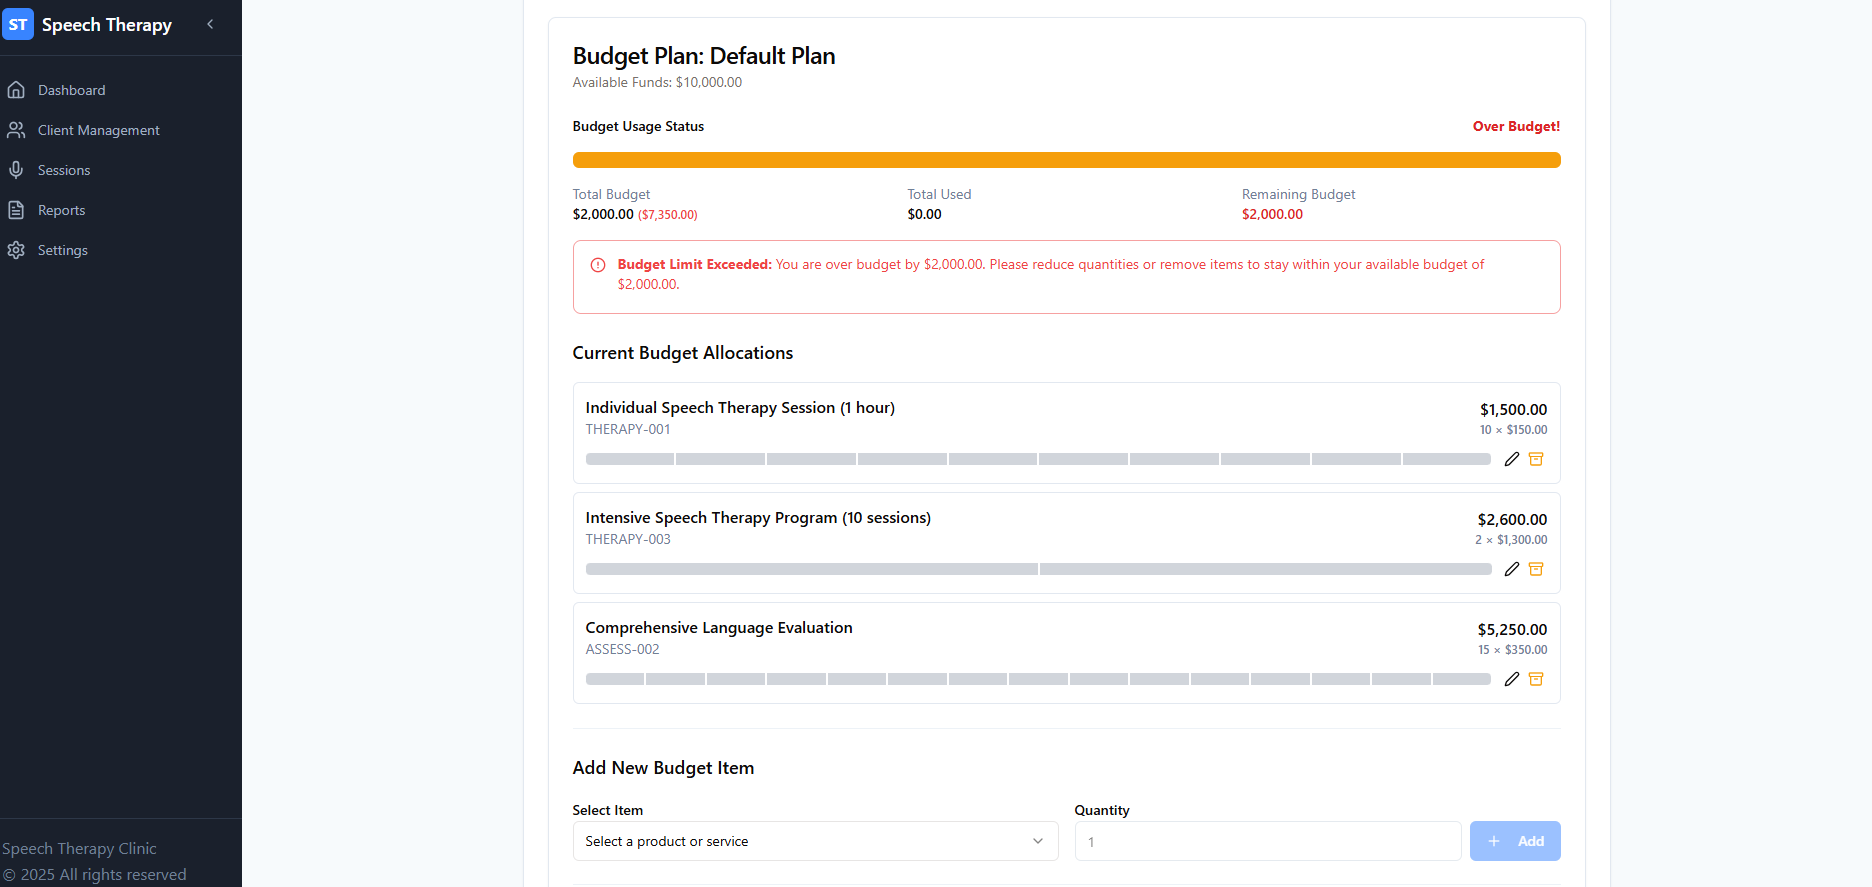 ST Speech Therapy
Dashboard
Client Management
Sessions
Reports
Settings
Speech Therapy Clinic
© 2025 All rights reserved
Budget Plan: Default Plan
Available Funds: $10,000.00
Budget Usage Status
Over Budget!
Total Budget
$2,000.00 ($7,350.00)
Total Used
$0.00
Remaining Budget
$2,000.00
Budget Limit Exceeded: You are over budget by $2,000.00. Please reduce quantities or remove items to stay within your available budget of
$2,000.00.
Current Budget Allocations
Individual Speech Therapy Session (1 hour)
THERAPY-001
$1,500.00
10 × $150.00
Intensive Speech Therapy Program (10 sessions)
THERAPY-003
$2,600.00
2 × $1,300.00
Comprehensive Language Evaluation
ASSESS-002
$5,250.00
15 × $350.00
Add New Budget Item
Select Item
Select a product or service
Quantity
1
+ Add